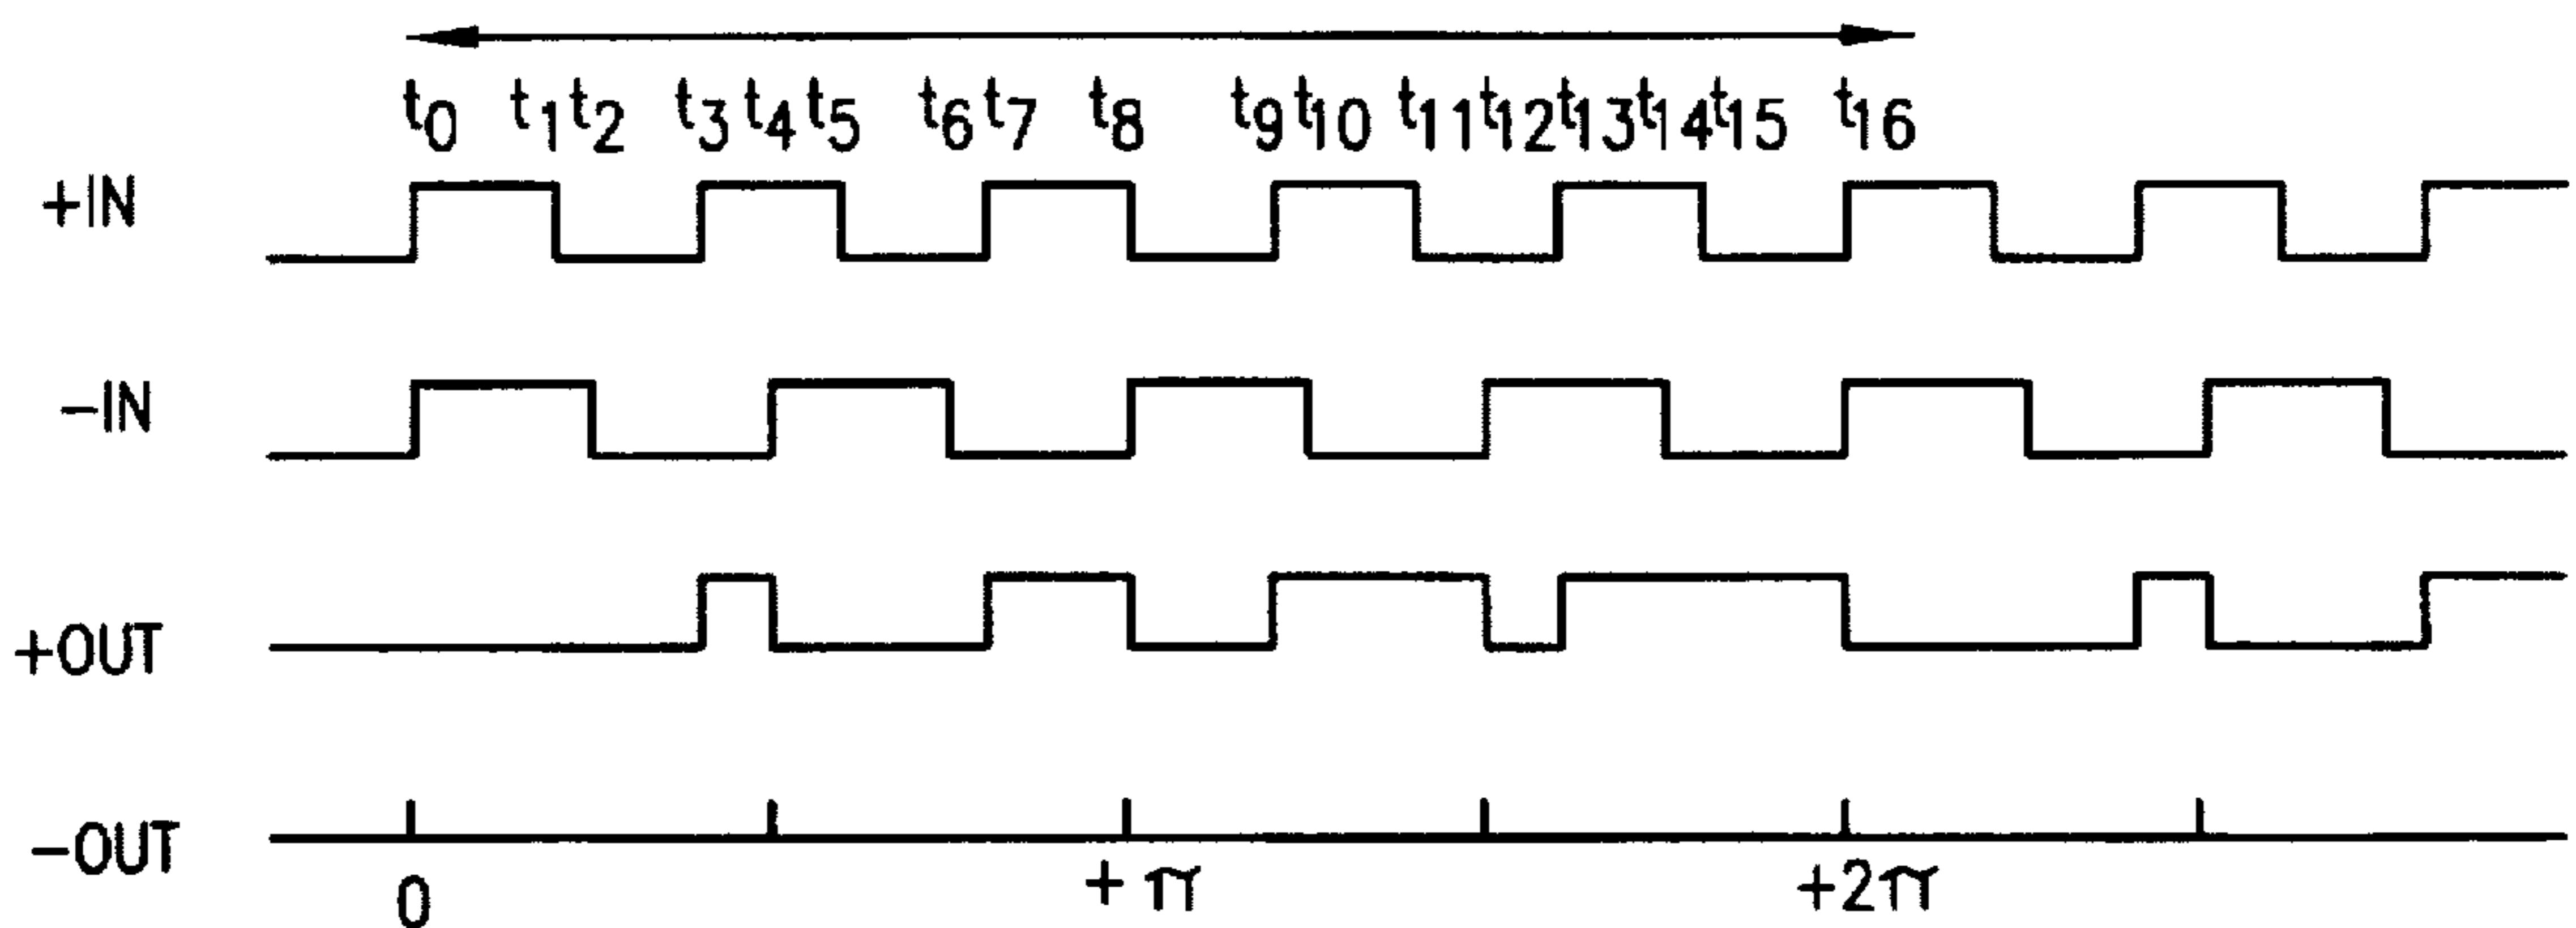 t0 t1 t2 t3 t4 t5 t6 t7 t8 t9 t10 t11 t12 t13 t14 t15 t16
+IN
-IN
+OUT
-OUT
0 +π +2π